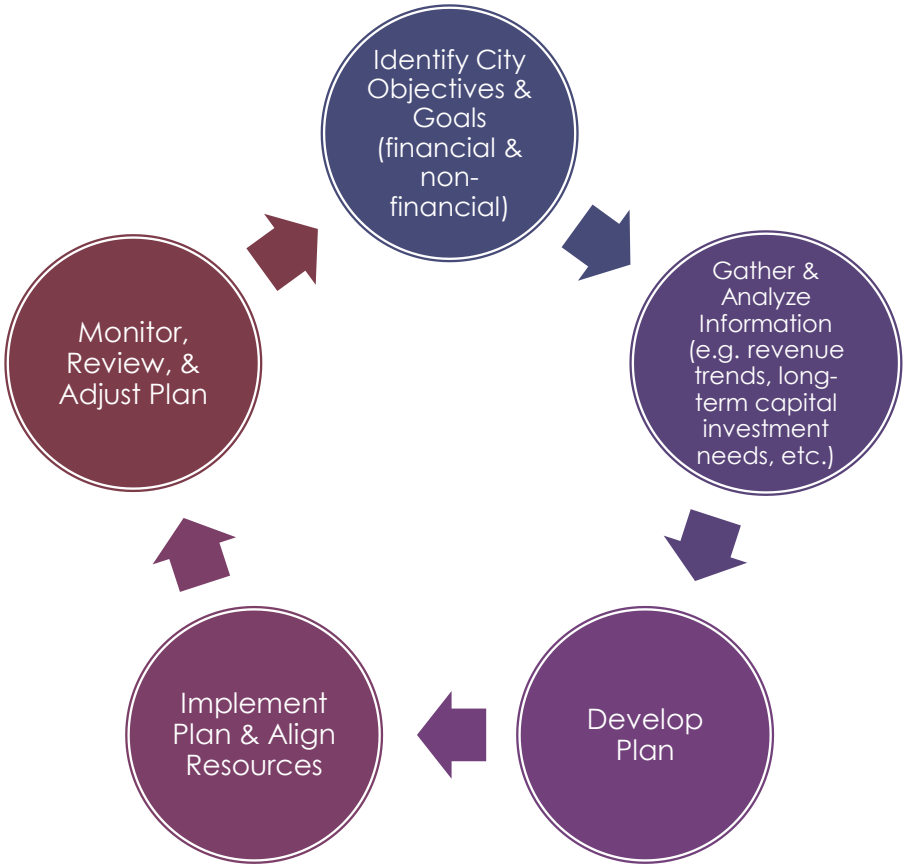 Identify City
Objectives &
Goals
(financial &
non-
financial)
Gather &
Analyze
Information
(e.g. revenue
trends, long-
term capital
investment
needs, etc.)
Develop
Plan
Implement
Plan & Align
Resources
Monitor,
Review, &
Adjust Plan